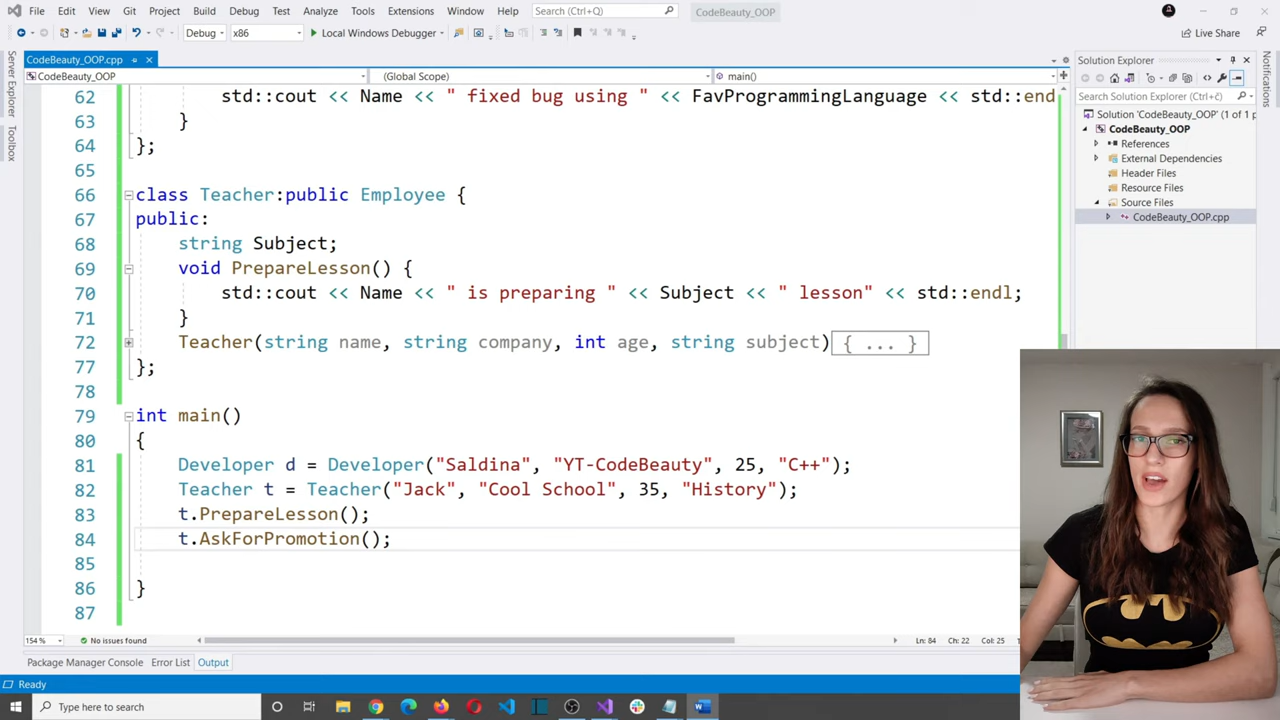 File Edit View Git Project Build Debug Test Analyze Tools Extensions Window Help Search (Ctrl+Q) CodeBeauty_OOP
Debug x86 Local Windows Debugger Live Share
CodeBeauty_OOP.cpp
CodeBeauty_OOP (Global Scope) main()
62 std::cout << Name << " fixed bug using " << FavProgrammingLanguage << std::end
63 }
64 };
65
66 class Teacher:public Employee {
67 public:
68 string Subject;
69 void PrepareLesson() {
70 std::cout << Name << " is preparing " << Subject << " lesson" << std::endl;
71 }
72 Teacher(string name, string company, int age, string subject){ ... }
77 };
78
79 int main()
80 {
81 Developer d = Developer("Saldina", "YT-CodeBeauty", 25, "C++");
82 Teacher t = Teacher("Jack", "Cool School", 35, "History");
83 t.PrepareLesson();
84 t.AskForPromotion();
85
86 }
87
154 % No issues found Ln: 84 Ch: 22 Col: 25
Package Manager Console Error List Output
Ready
Type here to search
Server Explorer
Toolbox
Solution Explorer
Search Solution Explorer (Ctrl+č)
Solution 'CodeBeauty_OOP' (1 of 1 p
CodeBeauty_OOP
References
External Dependencies
Header Files
Resource Files
Source Files
CodeBeauty_OOP.cpp
Notifications